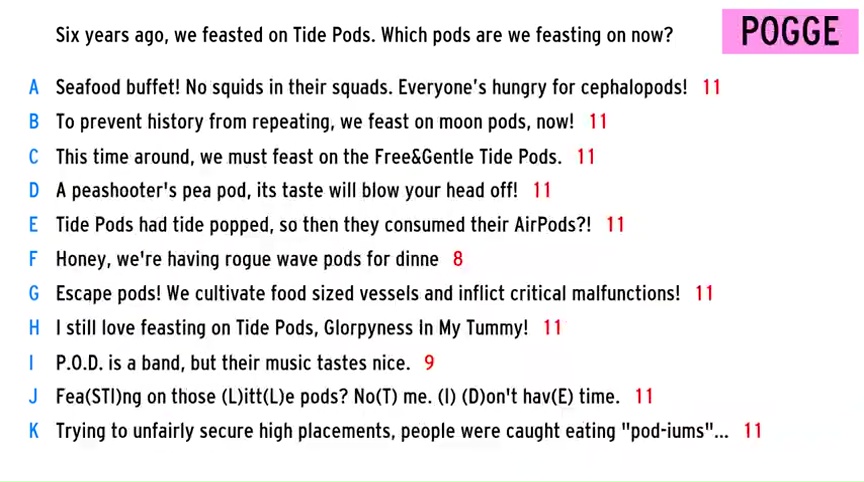 Six years ago, we feasted on Tide Pods. Which pods are we feasting on now?
POGGE
A Seafood buffet! No squids in their squads. Everyone's hungry for cephalopods! 11
B To prevent history from repeating, we feast on moon pods, now! 11
C This time around, we must feast on the Free&Gentle Tide Pods. 11
D A peashooter's pea pod, its taste will blow your head off! 11
E Tide Pods had tide popped, so then they consumed their AirPods?! 11
F Honey, we're having rogue wave pods for dinne 8
G Escape pods! We cultivate food sized vessels and inflict critical malfunctions! 11
H I still love feasting on Tide Pods, Glorpyness In My Tummy! 11
I P.O.D. is a band, but their music tastes nice. 9
J Fea(STI)ng on those (L)itt(L)e pods? No(T) me. (I) (D)on't hav(E) time. 11
K Trying to unfairly secure high placements, people were caught eating "pod-iums"... 11